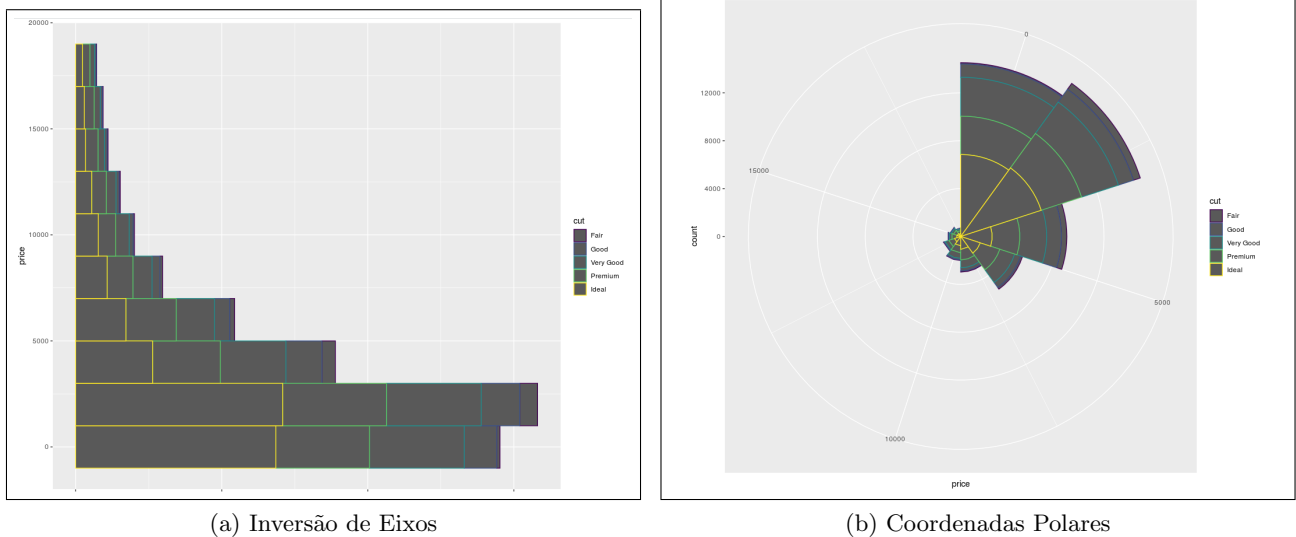 20000
15000
10000
5000
0
price
cut
Fair
Good
Very Good
Premium
Ideal
(a) Inversão de Eixos
0
12000
8000
4000
0
15000
5000
10000
count
price
cut
Fair
Good
Very Good
Premium
Ideal
(b) Coordenadas Polares